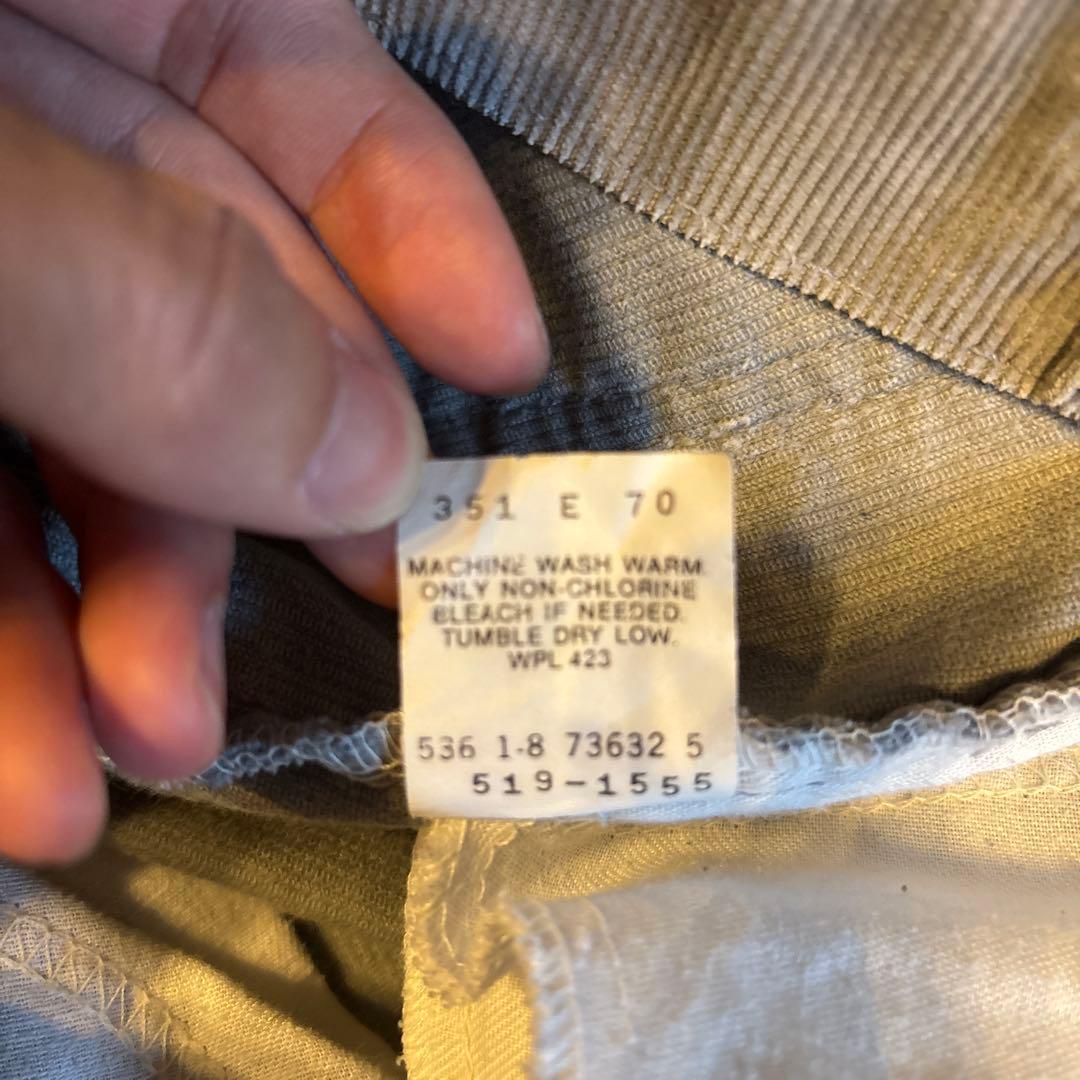 351 E 70
MACHINE WASH WARM.
ONLY NON-CHLORINE
BLEACH IF NEEDED.
TUMBLE DRY LOW.
WPL 423
536 1-8 73632 5
519-1555